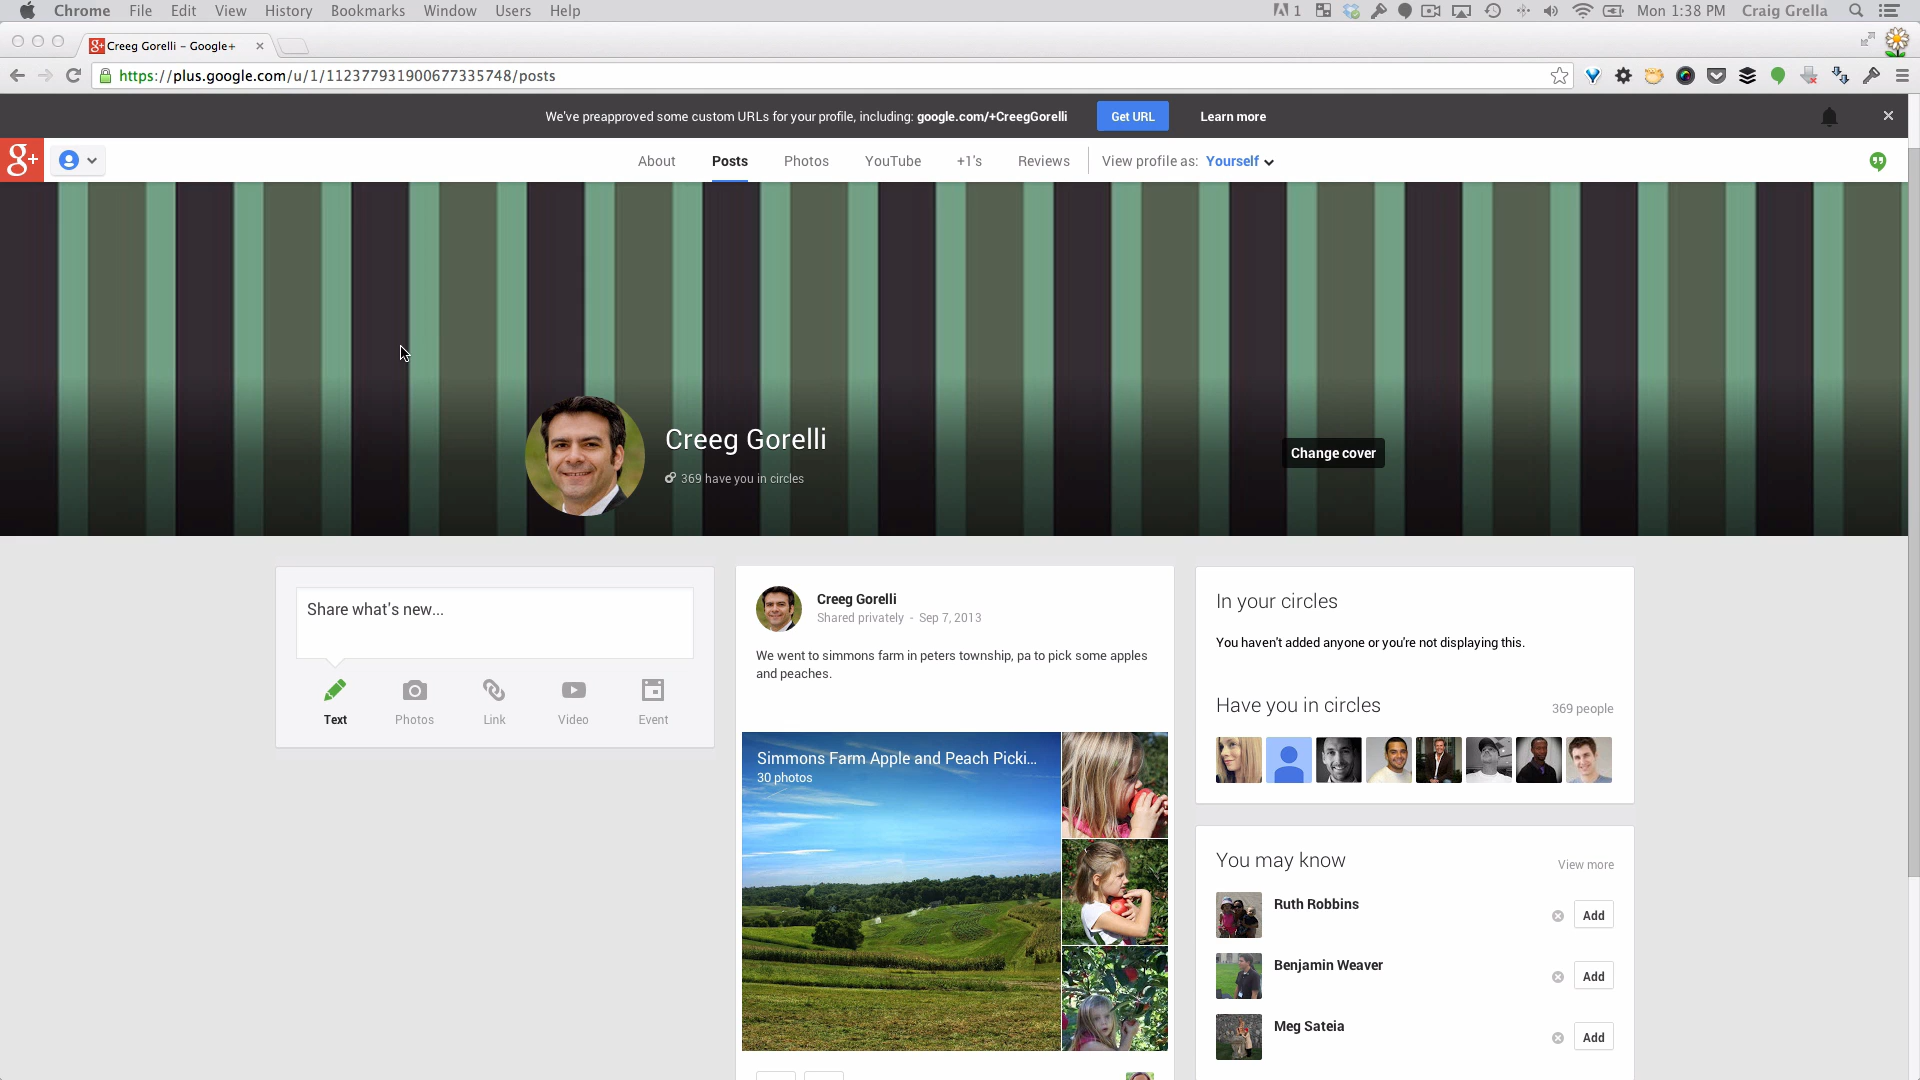 Chrome File Edit View History Bookmarks Window Users Help
1 Mon 1:38 PM Craig Grella
Creeg Gorelli - Google+
https://plus.google.com/u/1/112377931900677335748/posts
We've preapproved some custom URLs for your profile, including: google.com/+CreegGorelli Get URL Learn more
g+ About Posts Photos YouTube +1's Reviews View profile as: Yourself
Creeg Gorelli
369 have you in circles
Change cover
Share what's new...
Text Photos Link Video Event
Creeg Gorelli
Shared privately - Sep 7, 2013
We went to simmons farm in peters township, pa to pick some apples
and peaches.
Simmons Farm Apple and Peach Picki...
30 photos
In your circles
You haven't added anyone or you're not displaying this.
Have you in circles 369 people
You may know View more
Ruth Robbins Add
Benjamin Weaver Add
Meg Sateia Add